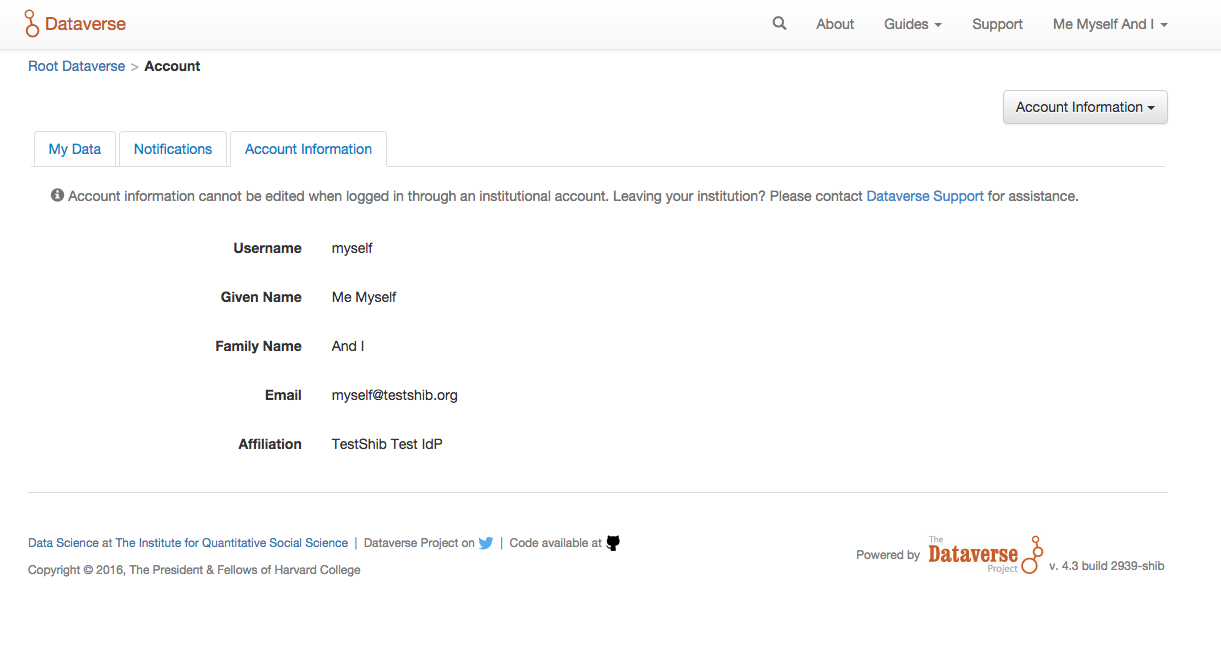 Dataverse
About
Guides
Support
Me Myself And I
Root Dataverse > Account
Account Information
My Data
Notifications
Account Information
Account information cannot be edited when logged in through an institutional account. Leaving your institution? Please contact Dataverse Support for assistance.
Username myself
Given Name Me Myself
Family Name And I
Email myself@testshib.org
Affiliation TestShib Test IdP
Data Science at The Institute for Quantitative Social Science | Dataverse Project on | Code available at
Copyright © 2016, The President & Fellows of Harvard College
Powered by
The
Dataverse
Project
v. 4.3 build 2939-shib